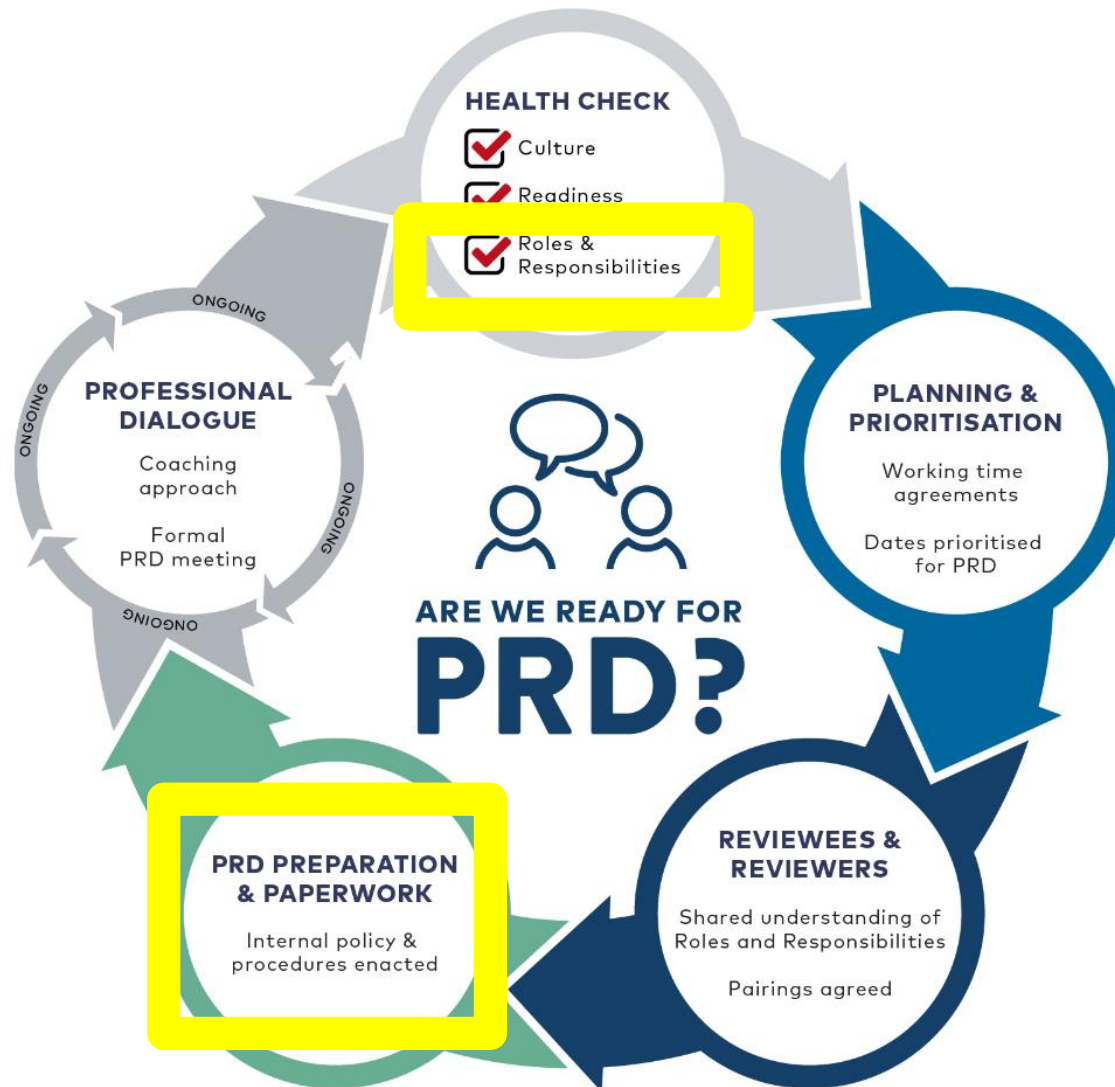 HEALTH CHECK
Culture
Readiness
Roles &
Responsibilities
PLANNING &
PRIORITISATION
Working time
agreements
Dates prioritised
for PRD
REVIEWEES &
REVIEWERS
Shared understanding of
Roles and Responsibilities
Pairings agreed
PRD PREPARATION
& PAPERWORK
Internal policy &
procedures enacted
PROFESSIONAL
DIALOGUE
Coaching
approach
Formal
PRD meeting
ONGOING
ONGOING
ONGOING
ONGOING
ARE WE READY FOR
PRD?